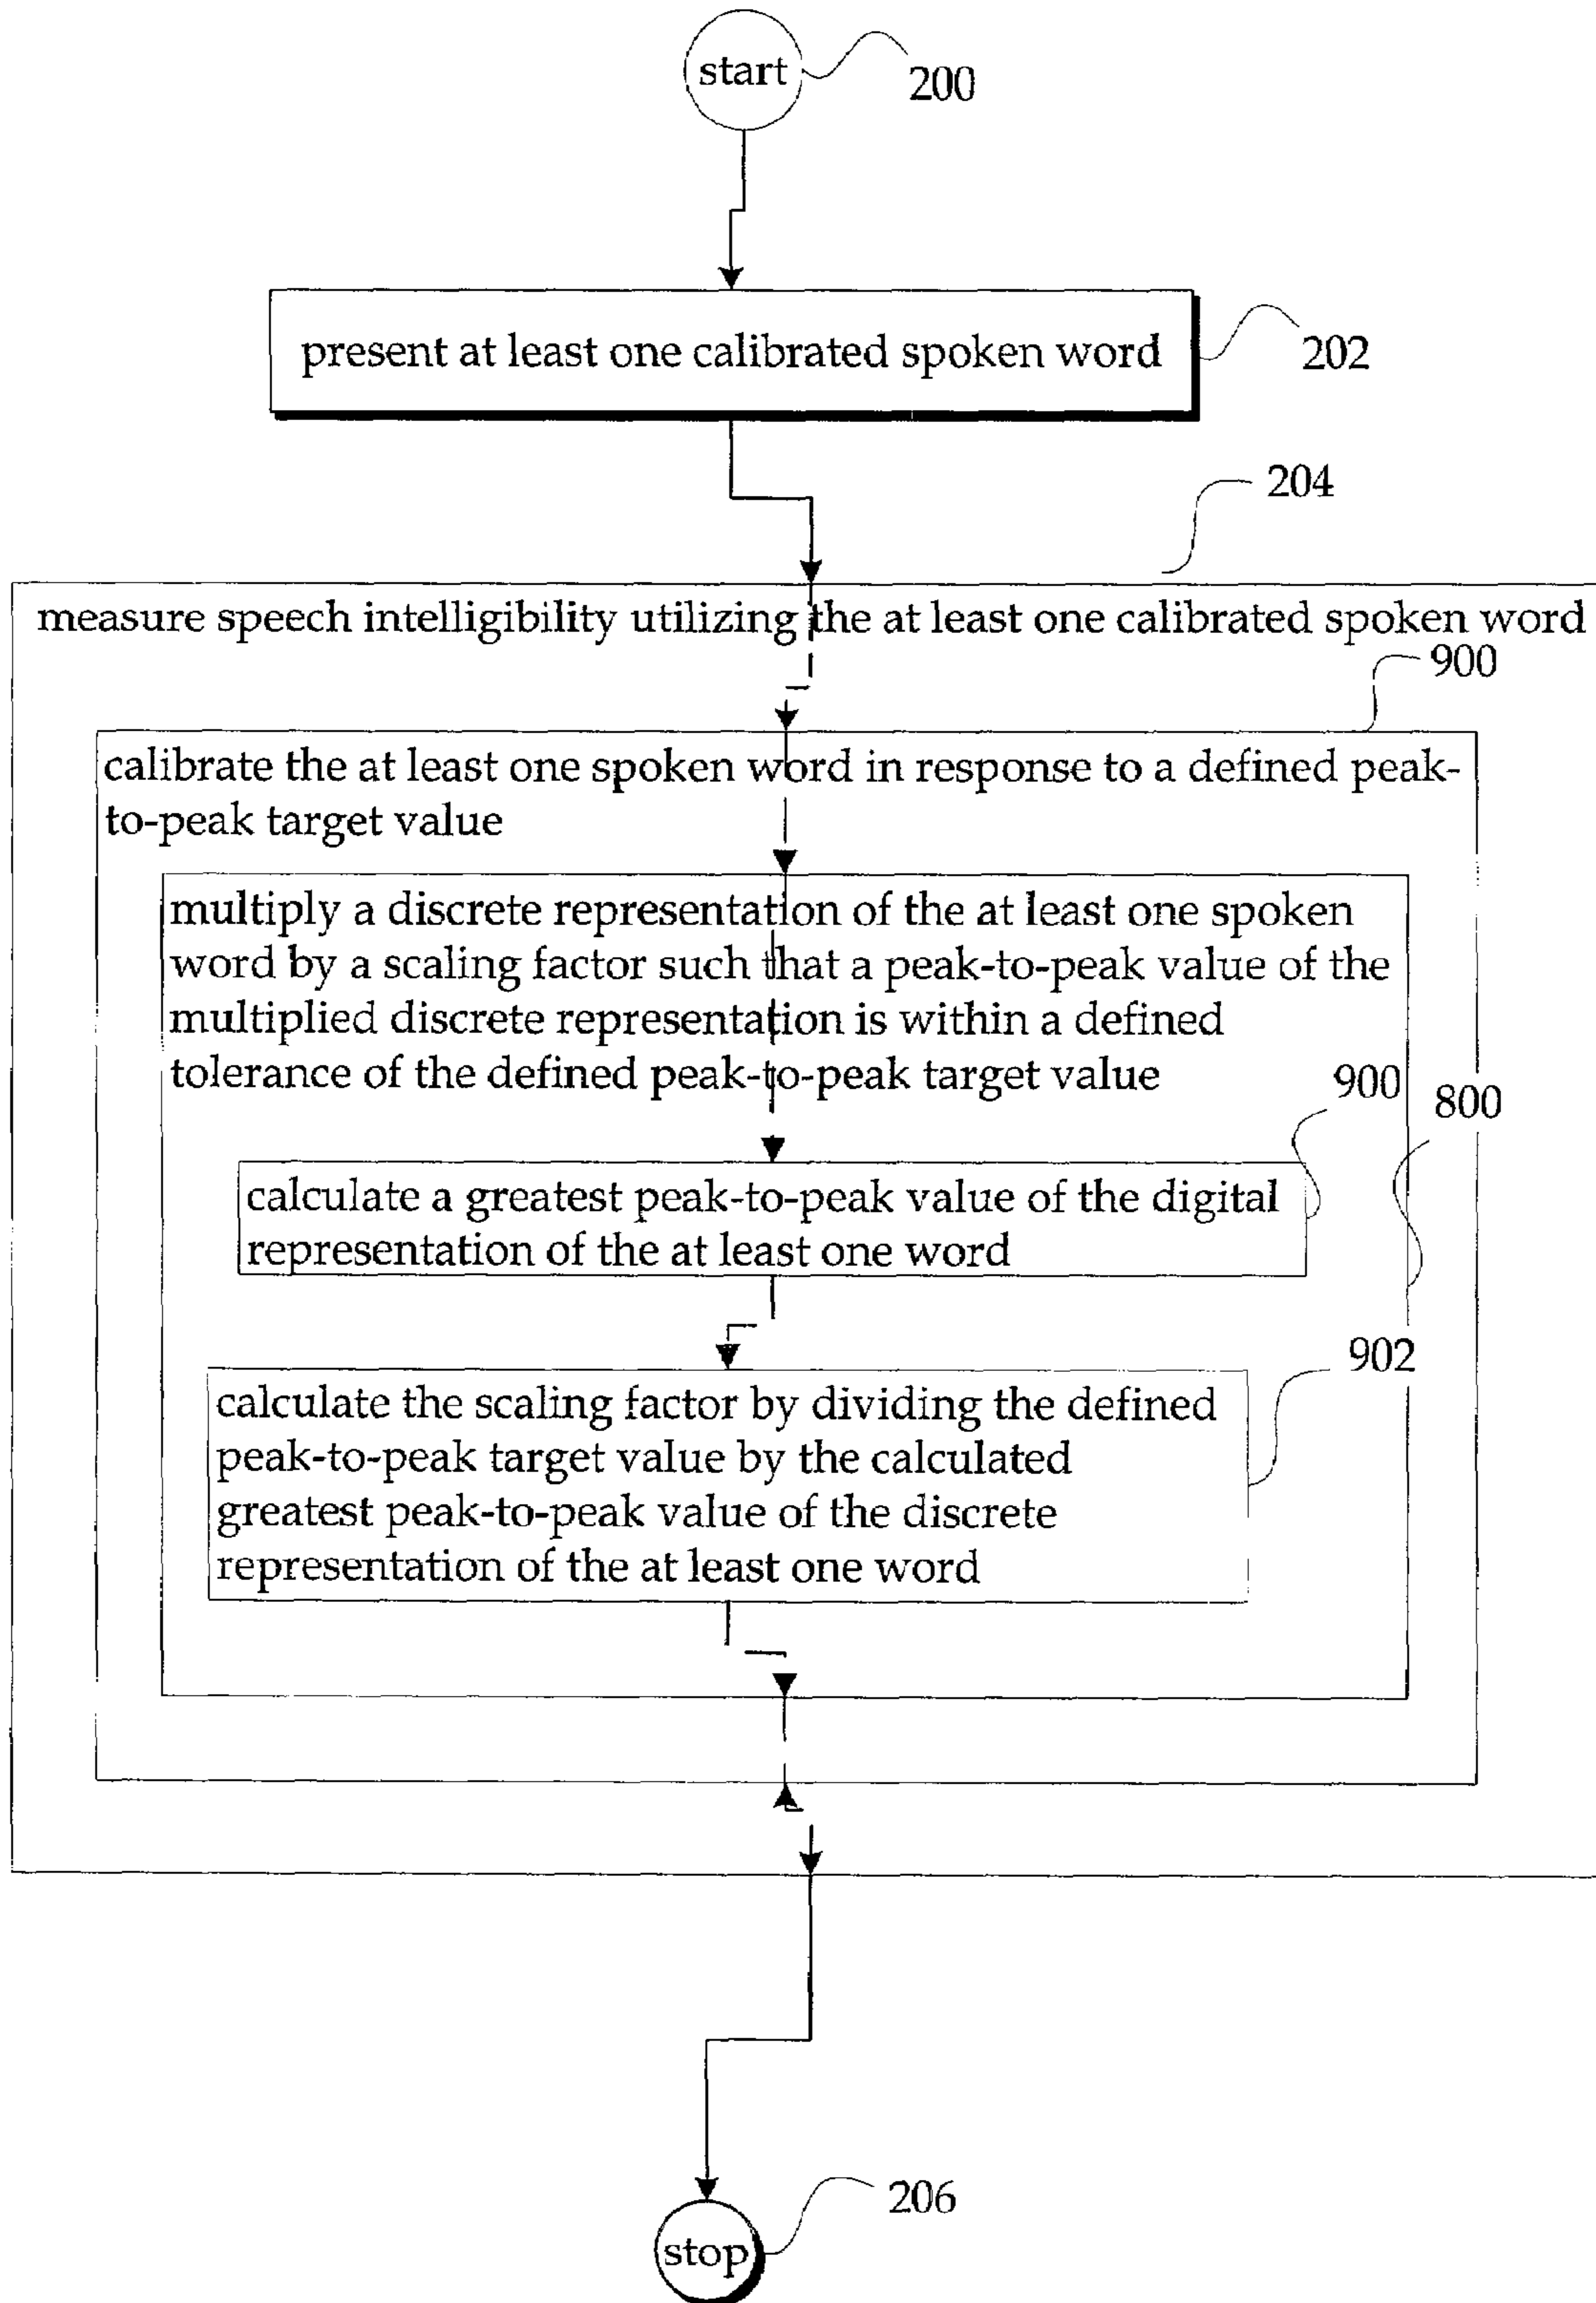 start
200
present at least one calibrated spoken word
202
204
measure speech intelligibility utilizing the at least one calibrated spoken word
900
calibrate the at least one spoken word in response to a defined peak-
to-peak target value
multiply a discrete representation of the at least one spoken
word by a scaling factor such that a peak-to-peak value of the
multiplied discrete representation is within a defined
tolerance of the defined peak-to-peak target value
900
800
calculate a greatest peak-to-peak value of the digital
representation of the at least one word
902
calculate the scaling factor by dividing the defined
peak-to-peak target value by the calculated
greatest peak-to-peak value of the discrete
representation of the at least one word
206
stop